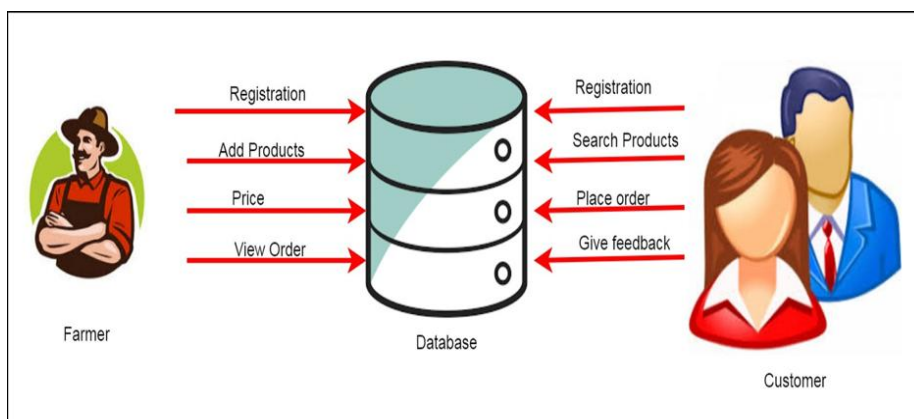 Registration
Add Products
Price
View Order
Farmer
Database
Registration
Search Products
Place order
Give feedback
Customer